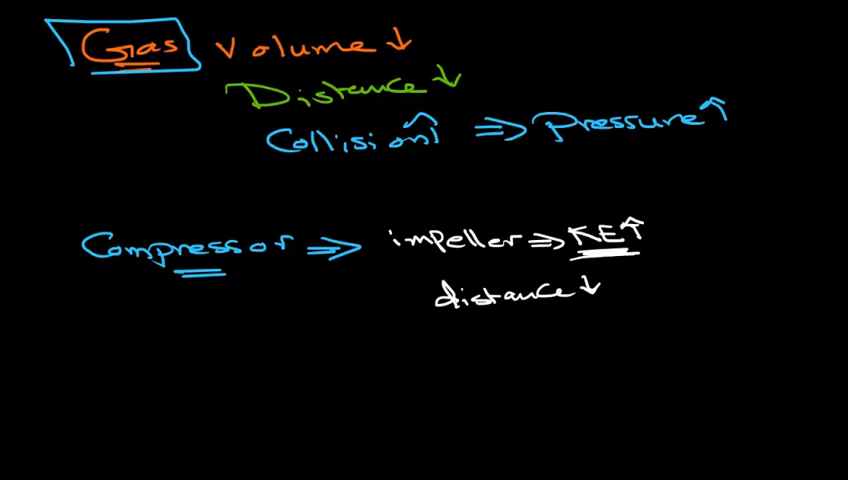 Gas Volume ↓
Distance ↓
Collision ↑ ⇒ Pressure ↑
Compressor ⇒ impeller ⇒ KE ↑
distance ↓